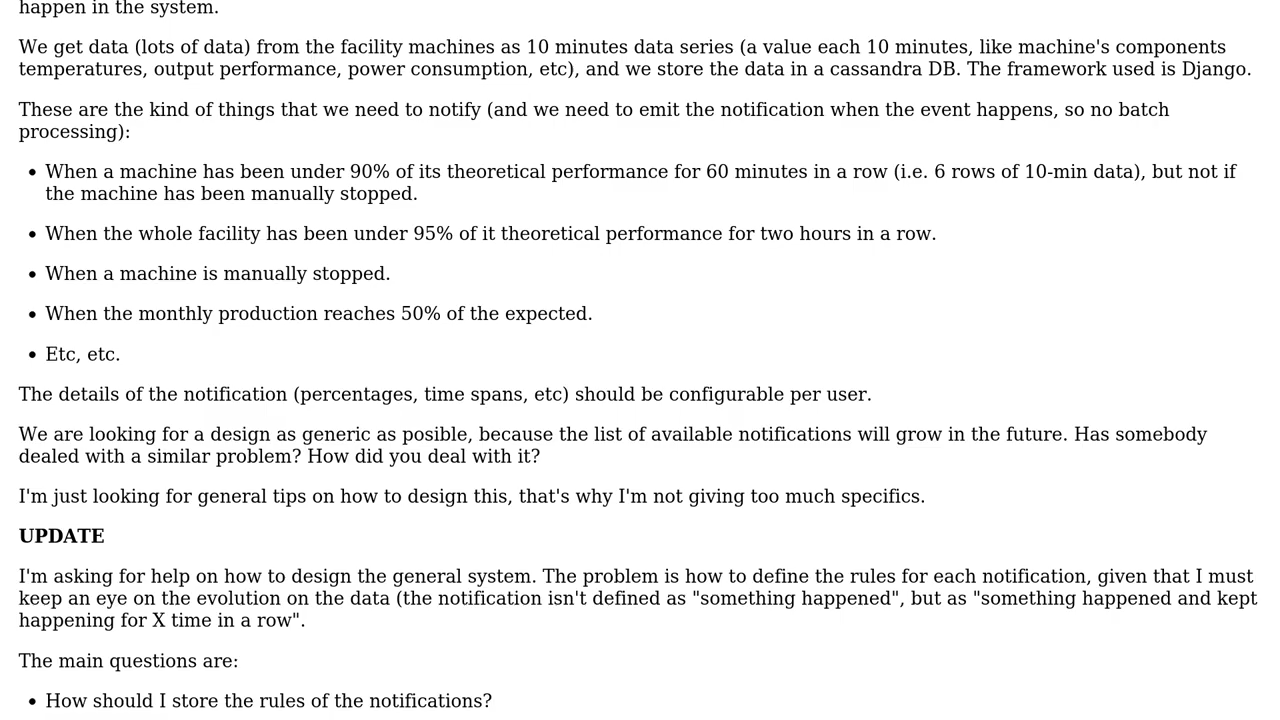 happen in the system.
We get data (lots of data) from the facility machines as 10 minutes data series (a value each 10 minutes, like machine's components
temperatures, output performance, power consumption, etc), and we store the data in a cassandra DB. The framework used is Django.
These are the kind of things that we need to notify (and we need to emit the notification when the event happens, so no batch
processing):
• When a machine has been under 90% of its theoretical performance for 60 minutes in a row (i.e. 6 rows of 10-min data), but not if
the machine has been manually stopped.
• When the whole facility has been under 95% of it theoretical performance for two hours in a row.
• When a machine is manually stopped.
• When the monthly production reaches 50% of the expected.
• Etc, etc.
The details of the notification (percentages, time spans, etc) should be configurable per user.
We are looking for a design as generic as posible, because the list of available notifications will grow in the future. Has somebody
dealed with a similar problem? How did you deal with it?
I'm just looking for general tips on how to design this, that's why I'm not giving too much specifics.
UPDATE
I'm asking for help on how to design the general system. The problem is how to define the rules for each notification, given that I must
keep an eye on the evolution on the data (the notification isn't defined as "something happened", but as "something happened and kept
happening for X time in a row".
The main questions are:
• How should I store the rules of the notifications?